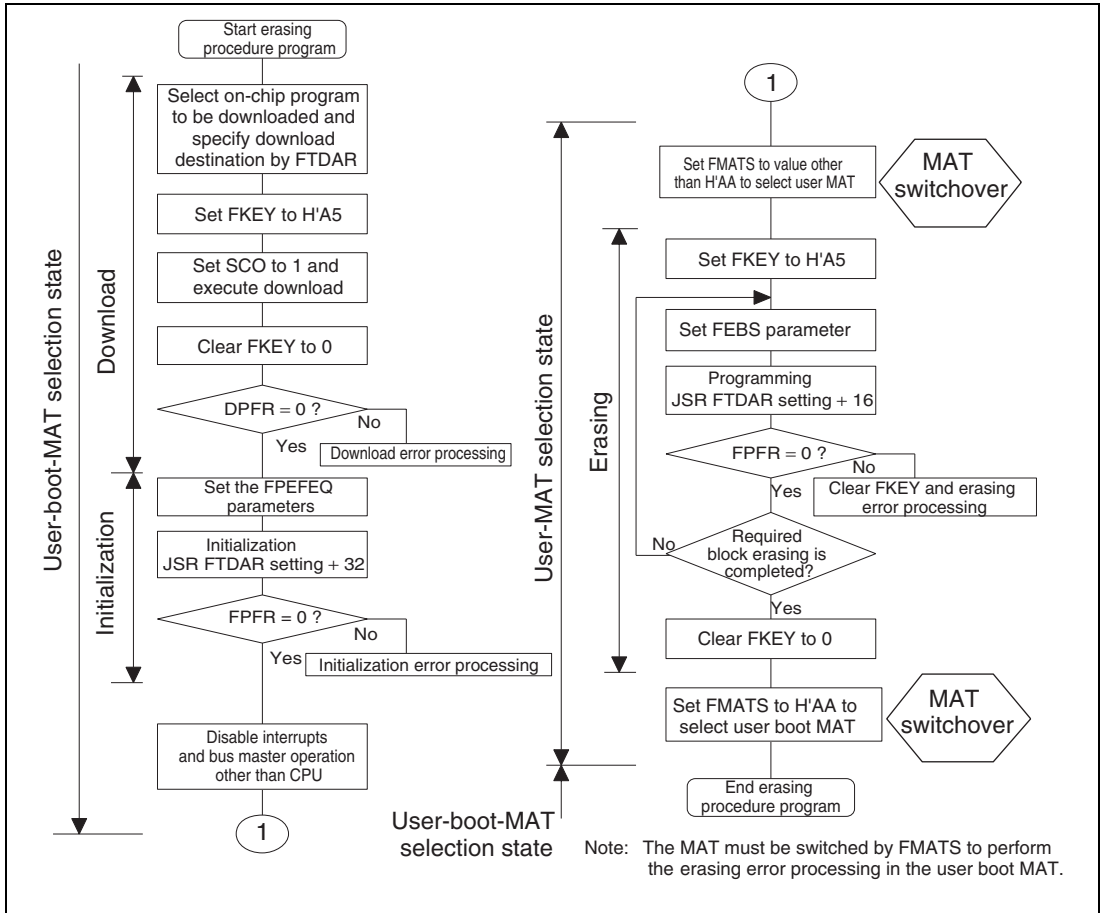 Start erasing
procedure program
Select on-chip program
to be downloaded and
specify download
destination by FTDAR
Set FKEY to H'A5
Set SCO to 1 and
execute download
Clear FKEY to 0
DPFR = 0 ?
No
Yes
Download error processing
Set the FPEFEQ
parameters
Initialization
JSR FTDAR setting + 32
FPFR = 0 ?
No
Yes
Initialization error processing
Disable interrupts
and bus master operation
other than CPU
1
User-boot-MAT selection state
Download
Initialization
1
Set FMATS to value other
than H'AA to select user MAT
MAT
switchover
Set FKEY to H'A5
Set FEBS parameter
Programming
JSR FTDAR setting + 16
FPFR = 0 ?
No
Yes
Clear FKEY and erasing
error processing
Required
block erasing is
completed?
No
Yes
Clear FKEY to 0
Set FMATS to H'AA to
select user boot MAT
MAT
switchover
End erasing
procedure program
User-MAT selection state
Erasing
User-boot-MAT
selection state
Note: The MAT must be switched by FMATS to perform
the erasing error processing in the user boot MAT.